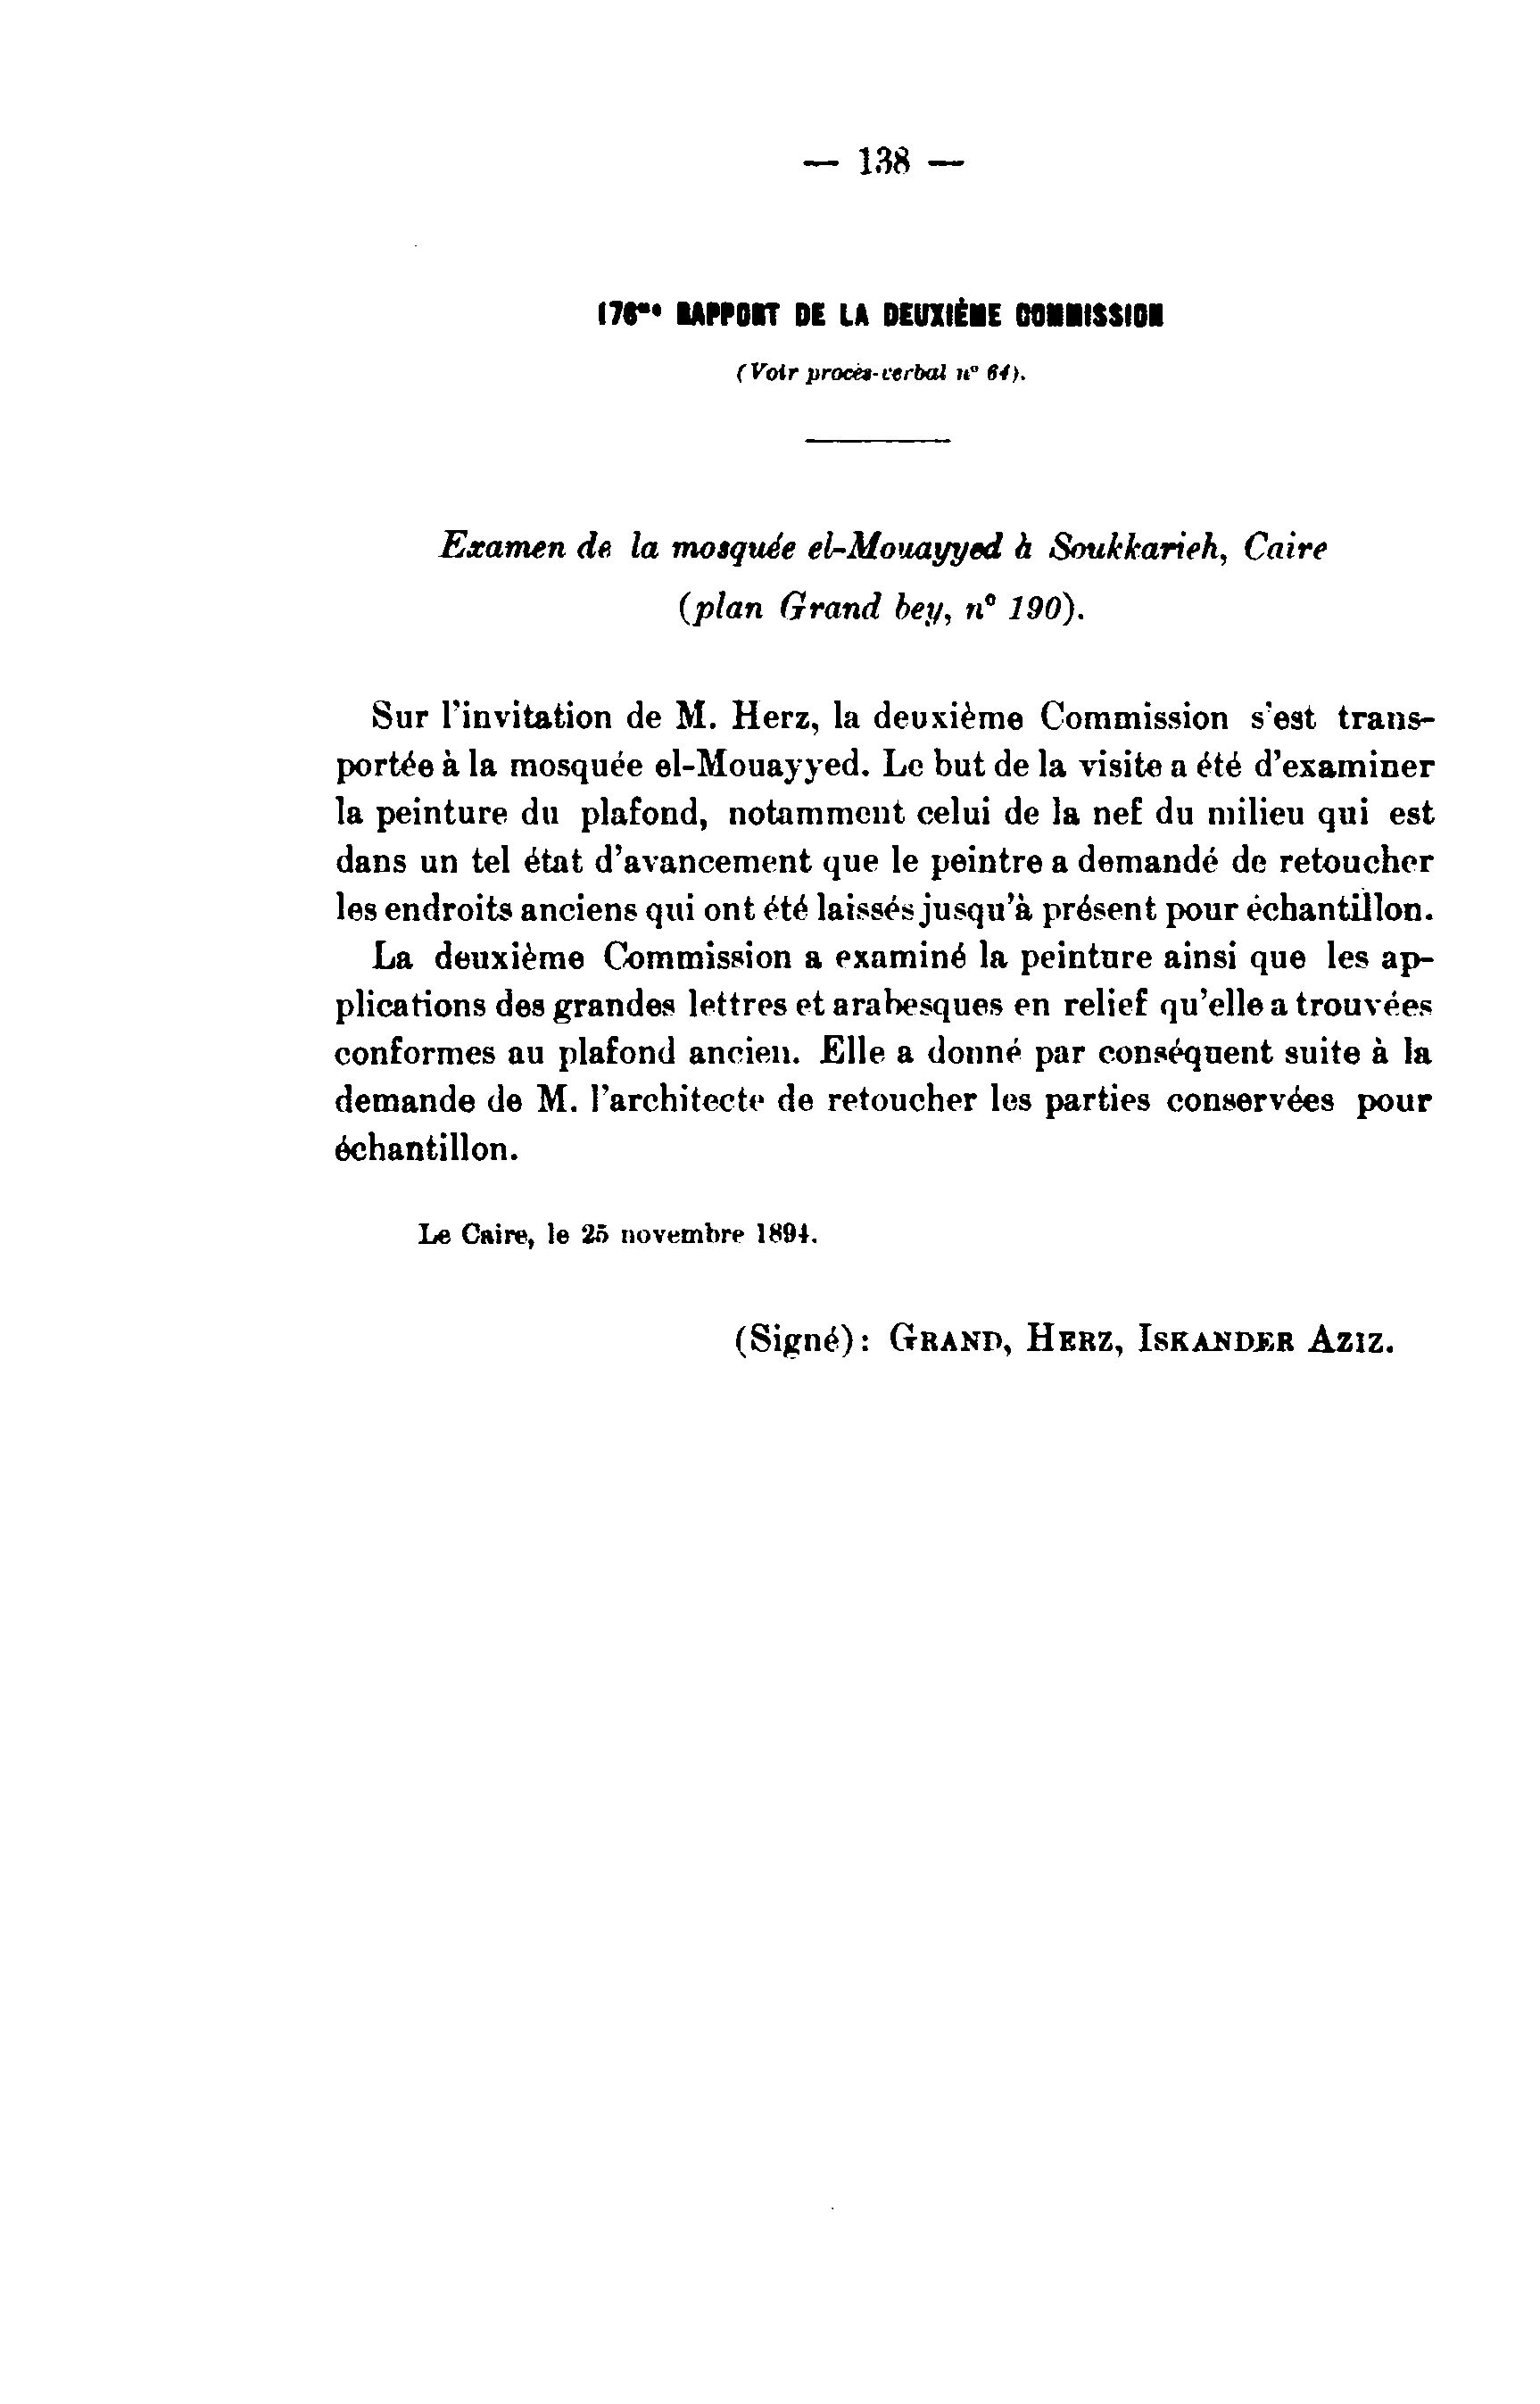 — 138 —
176me RAPPORT DE LA DEUXIÈME COMMISSION
(Voir procès-verbal n° 64).
Examen de la mosquée el-Mouayyed à Soukkarieh, Caire
(plan Grand bey, n° 190).
Sur l'invitation de M. Herz, la deuxième Commission s'est trans-
portée à la mosquée el-Mouayyed. Le but de la visite a été d'examiner
la peinture du plafond, notamment celui de la nef du milieu qui est
dans un tel état d'avancement que le peintre a demandé de retoucher
les endroits anciens qui ont été laissés jusqu'à présent pour échantillon.
La deuxième Commission a examiné la peinture ainsi que les ap-
plications des grandes lettres et arabesques en relief qu'elle a trouvées
conformes au plafond ancien. Elle a donné par conséquent suite à la
demande de M. l'architecte de retoucher les parties conservées pour
échantillon.
Le Caire, le 25 novembre 1894.
(Signé): GRAND, HERZ, ISKANDER AZIZ.